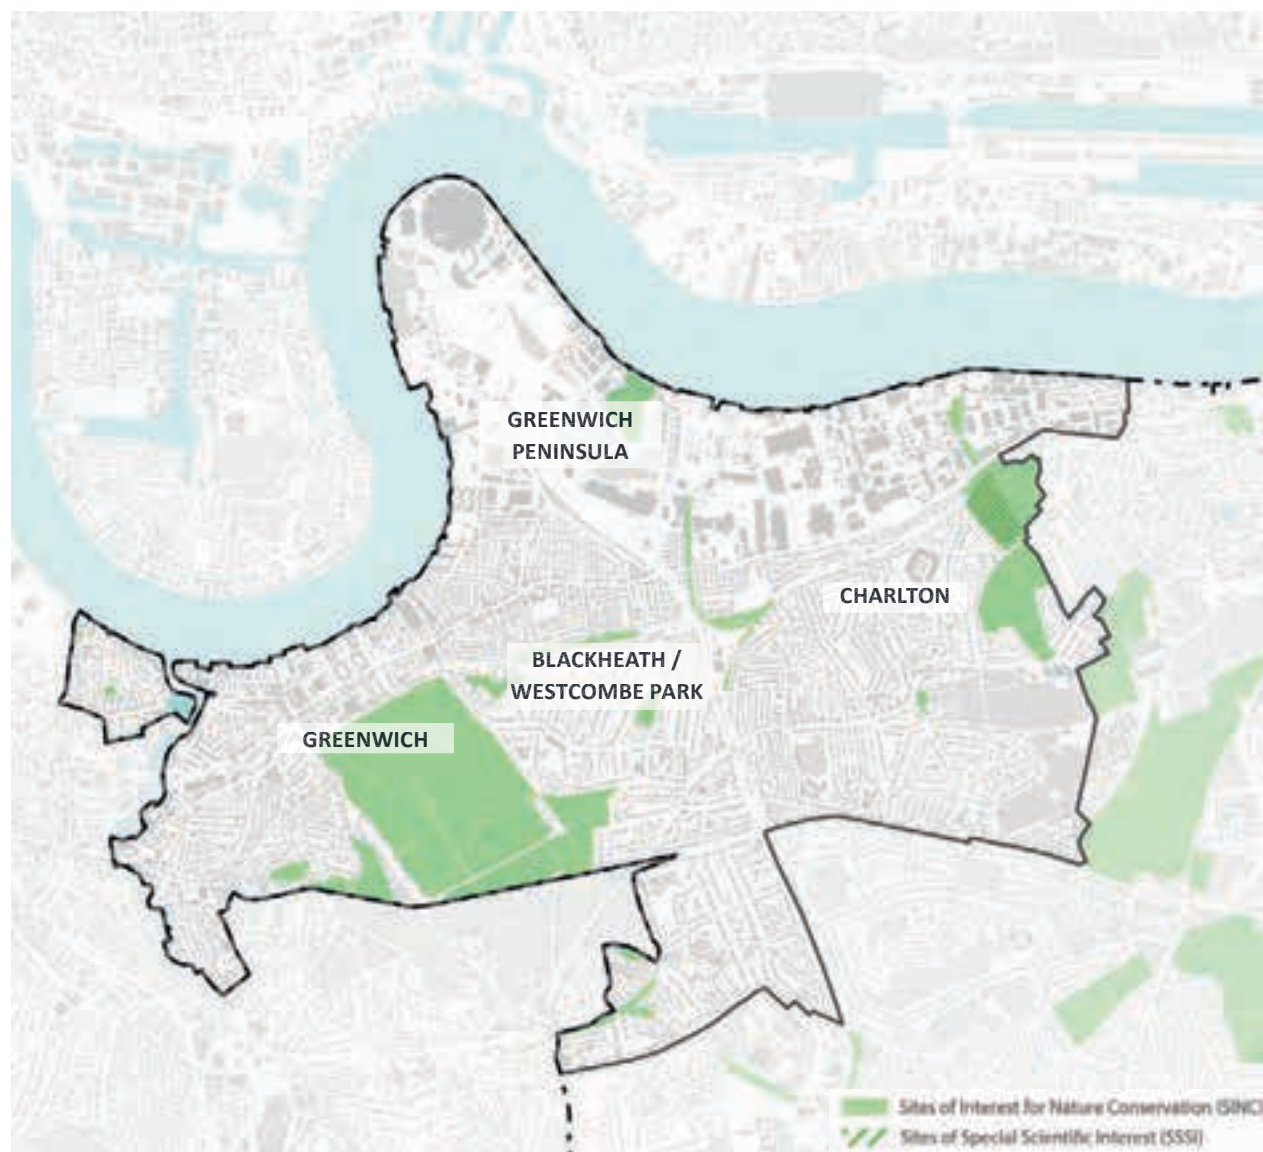 GREENWICH
PENINSULA
CHARLTON
BLACKHEATH /
WESTCOMBE PARK
GREENWICH
Sites of Interest for Nature Conservation (SINC)
Sites of Special Scientific Interest (SSSI)